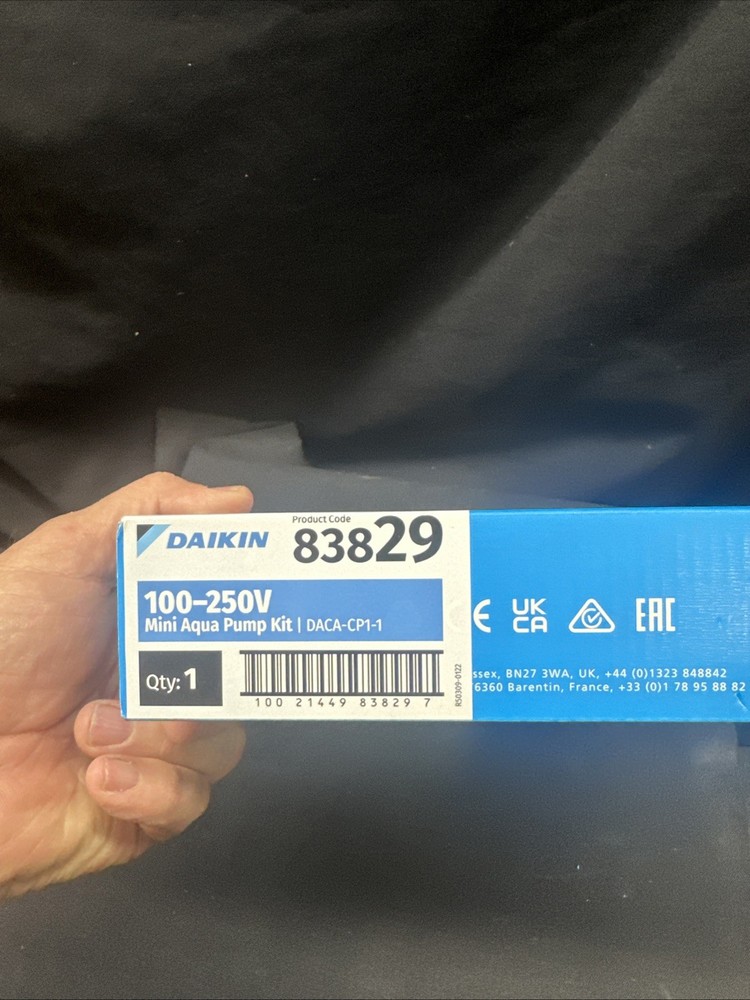 DAIKIN
Product Code
83829
100–250V
Mini Aqua Pump Kit | DACA-CP1-1
Qty: 1
100 21449 83829 7
RS0309-0122
CE
UK
CA
EAC
ssex, BN27 3WA, UK, +44 (0)1323 848842
6360 Barentin, France, +33 (0)1 78 95 88 82